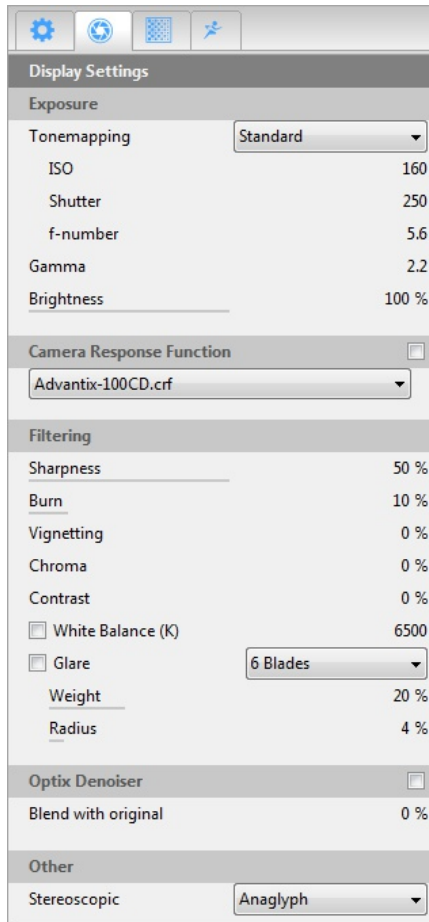 Display Settings
Exposure
Tonemapping Standard
ISO 160
Shutter 250
f-number 5.6
Gamma 2.2
Brightness 100 %
Camera Response Function
Advantix-100CD.crf
Filtering
Sharpness 50 %
Burn 10 %
Vignetting 0 %
Chroma 0 %
Contrast 0 %
White Balance (K) 6500
Glare 6 Blades
Weight 20 %
Radius 4 %
Optix Denoiser
Blend with original 0 %
Other
Stereoscopic Anaglyph